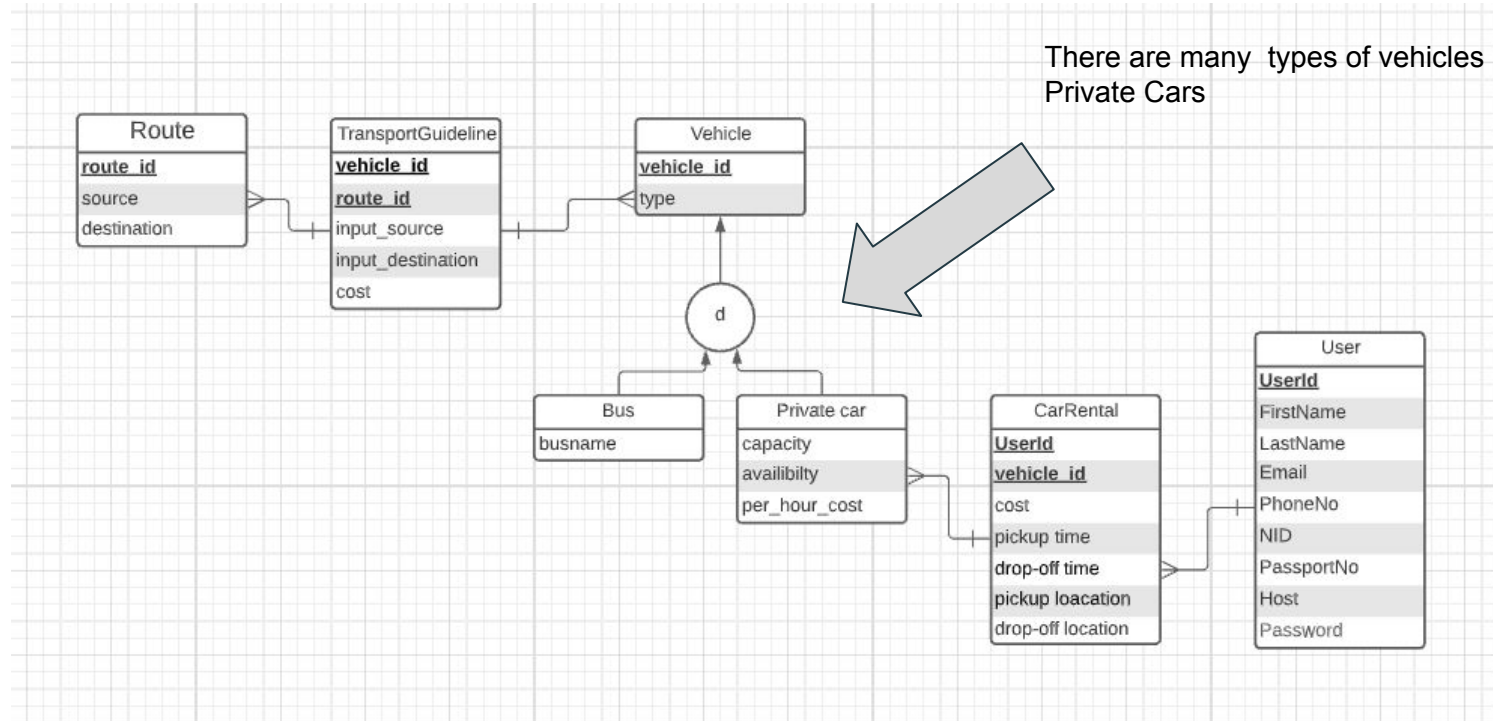 There are many types of vehicles
Private Cars
Route
route_id
source
destination
TransportGuideline
vehicle_id
route_id
input_source
input_destination
cost
Vehicle
vehicle_id
type
d
Bus
busname
Private car
capacity
availibilty
per_hour_cost
CarRental
UserId
vehicle_id
cost
pickup time
drop-off time
pickup loacation
drop-off location
User
UserId
FirstName
LastName
Email
PhoneNo
NID
PassportNo
Host
Password